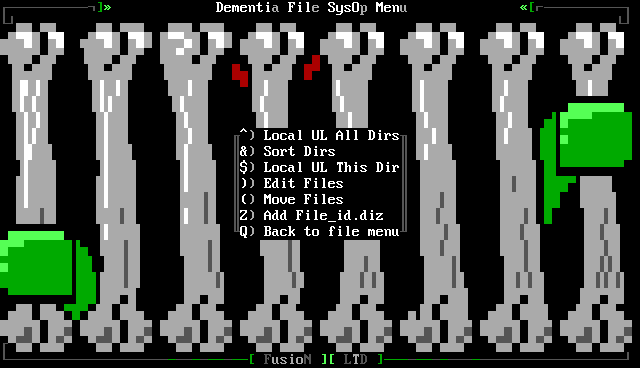 Dementia File SysOp Menu
^) Local UL All Dirs
&) Sort Dirs
$) Local UL This Dir
)) Edit Files
() Move Files
Z) Add File_id.diz
Q) Back to file menu
[ FusioN ][ LTD ]